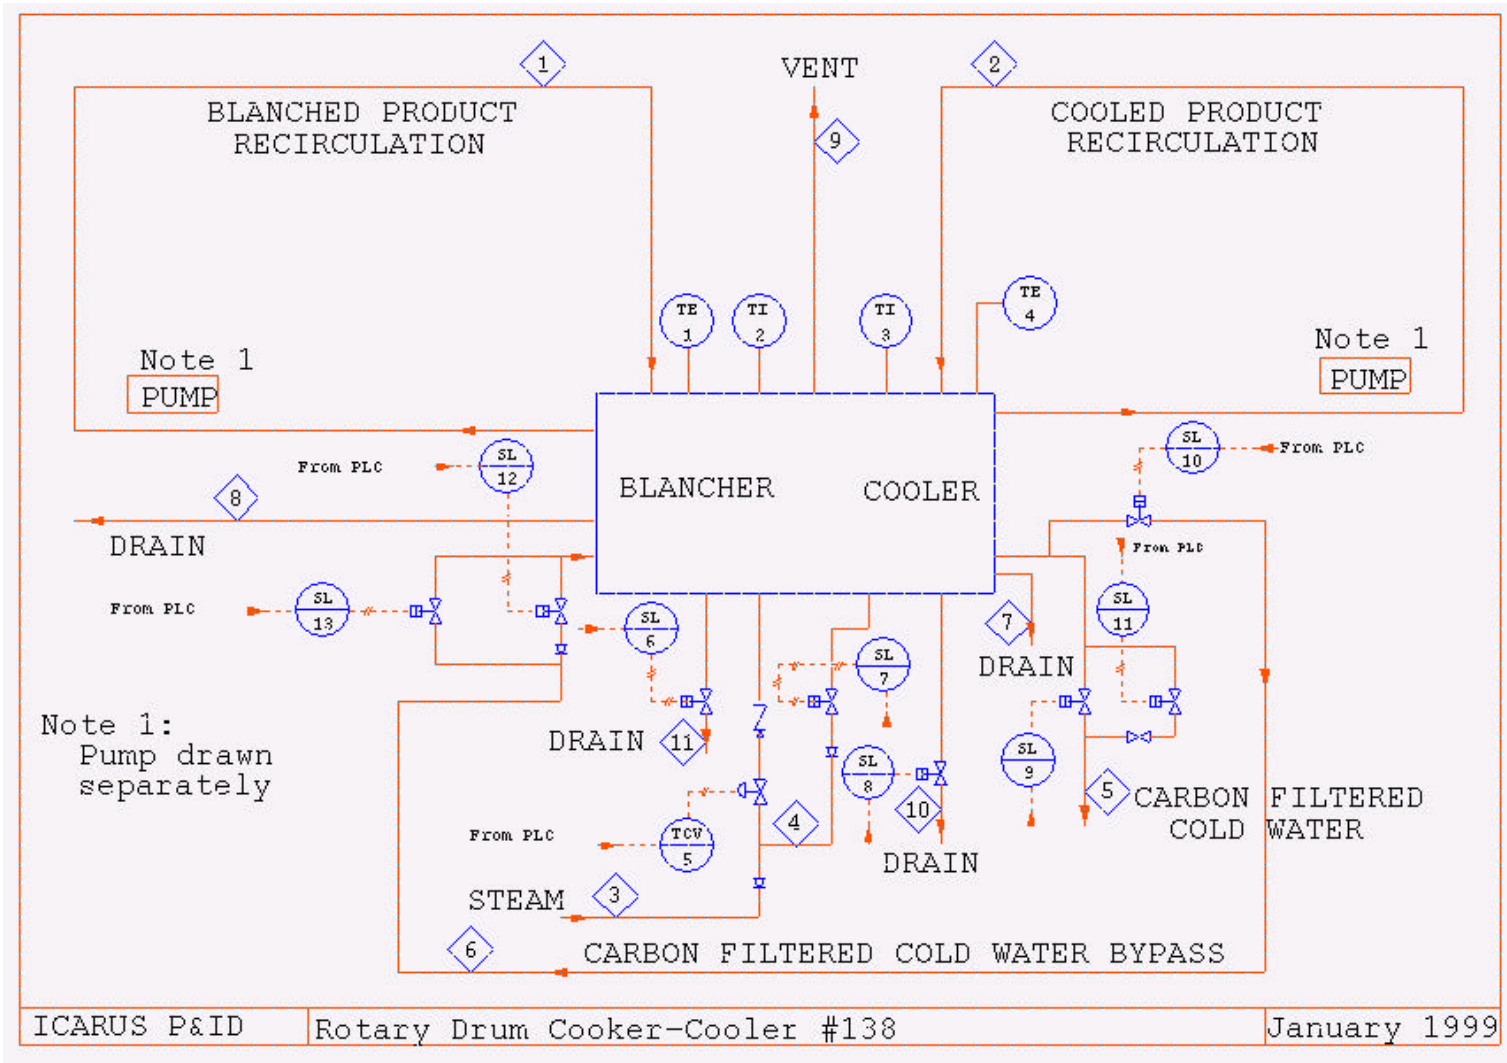 1
2
VENT
BLANCHED PRODUCT
RECIRCULATION
COOLED PRODUCT
RECIRCULATION
9
TE
1
TI
2
TI
3
TE
4
Note 1
PUMP
Note 1
PUMP
From PLC
SL
12
SL
10
From PLC
8
BLANCHER
COOLER
DRAIN
From PLC
From PLC
SL
13
SL
6
SL
11
7
DRAIN
SL
7
Note 1:
Pump drawn
separately
DRAIN
11
SL
9
SL
8
5
CARBON FILTERED
COLD WATER
10
4
From PLC
TCV
5
DRAIN
STEAM
3
6
CARBON FILTERED COLD WATER BYPASS
ICARUS P&ID
Rotary Drum Cooker-Cooler #138
January 1999